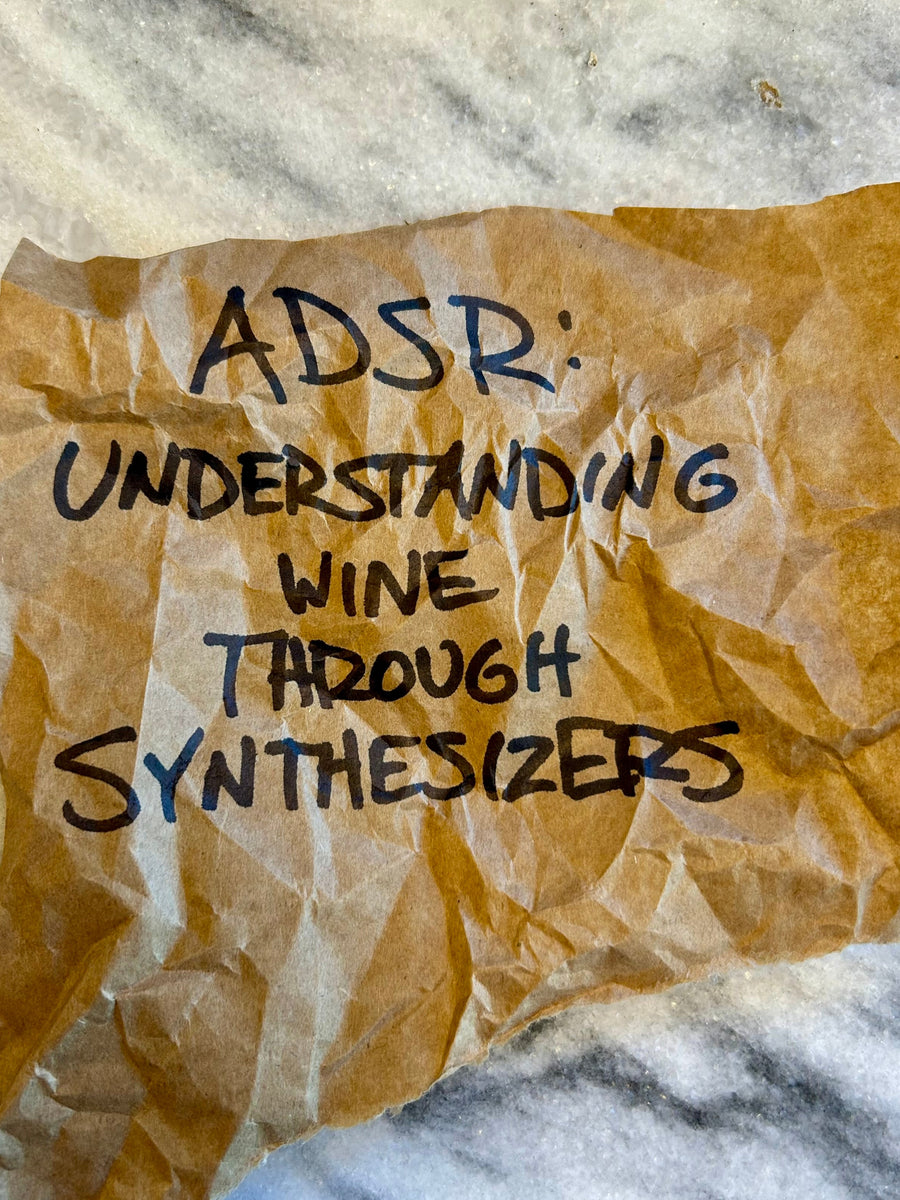 ADSR:
UNDERSTANDING
WINE
THROUGH
SYNTHESIZERS